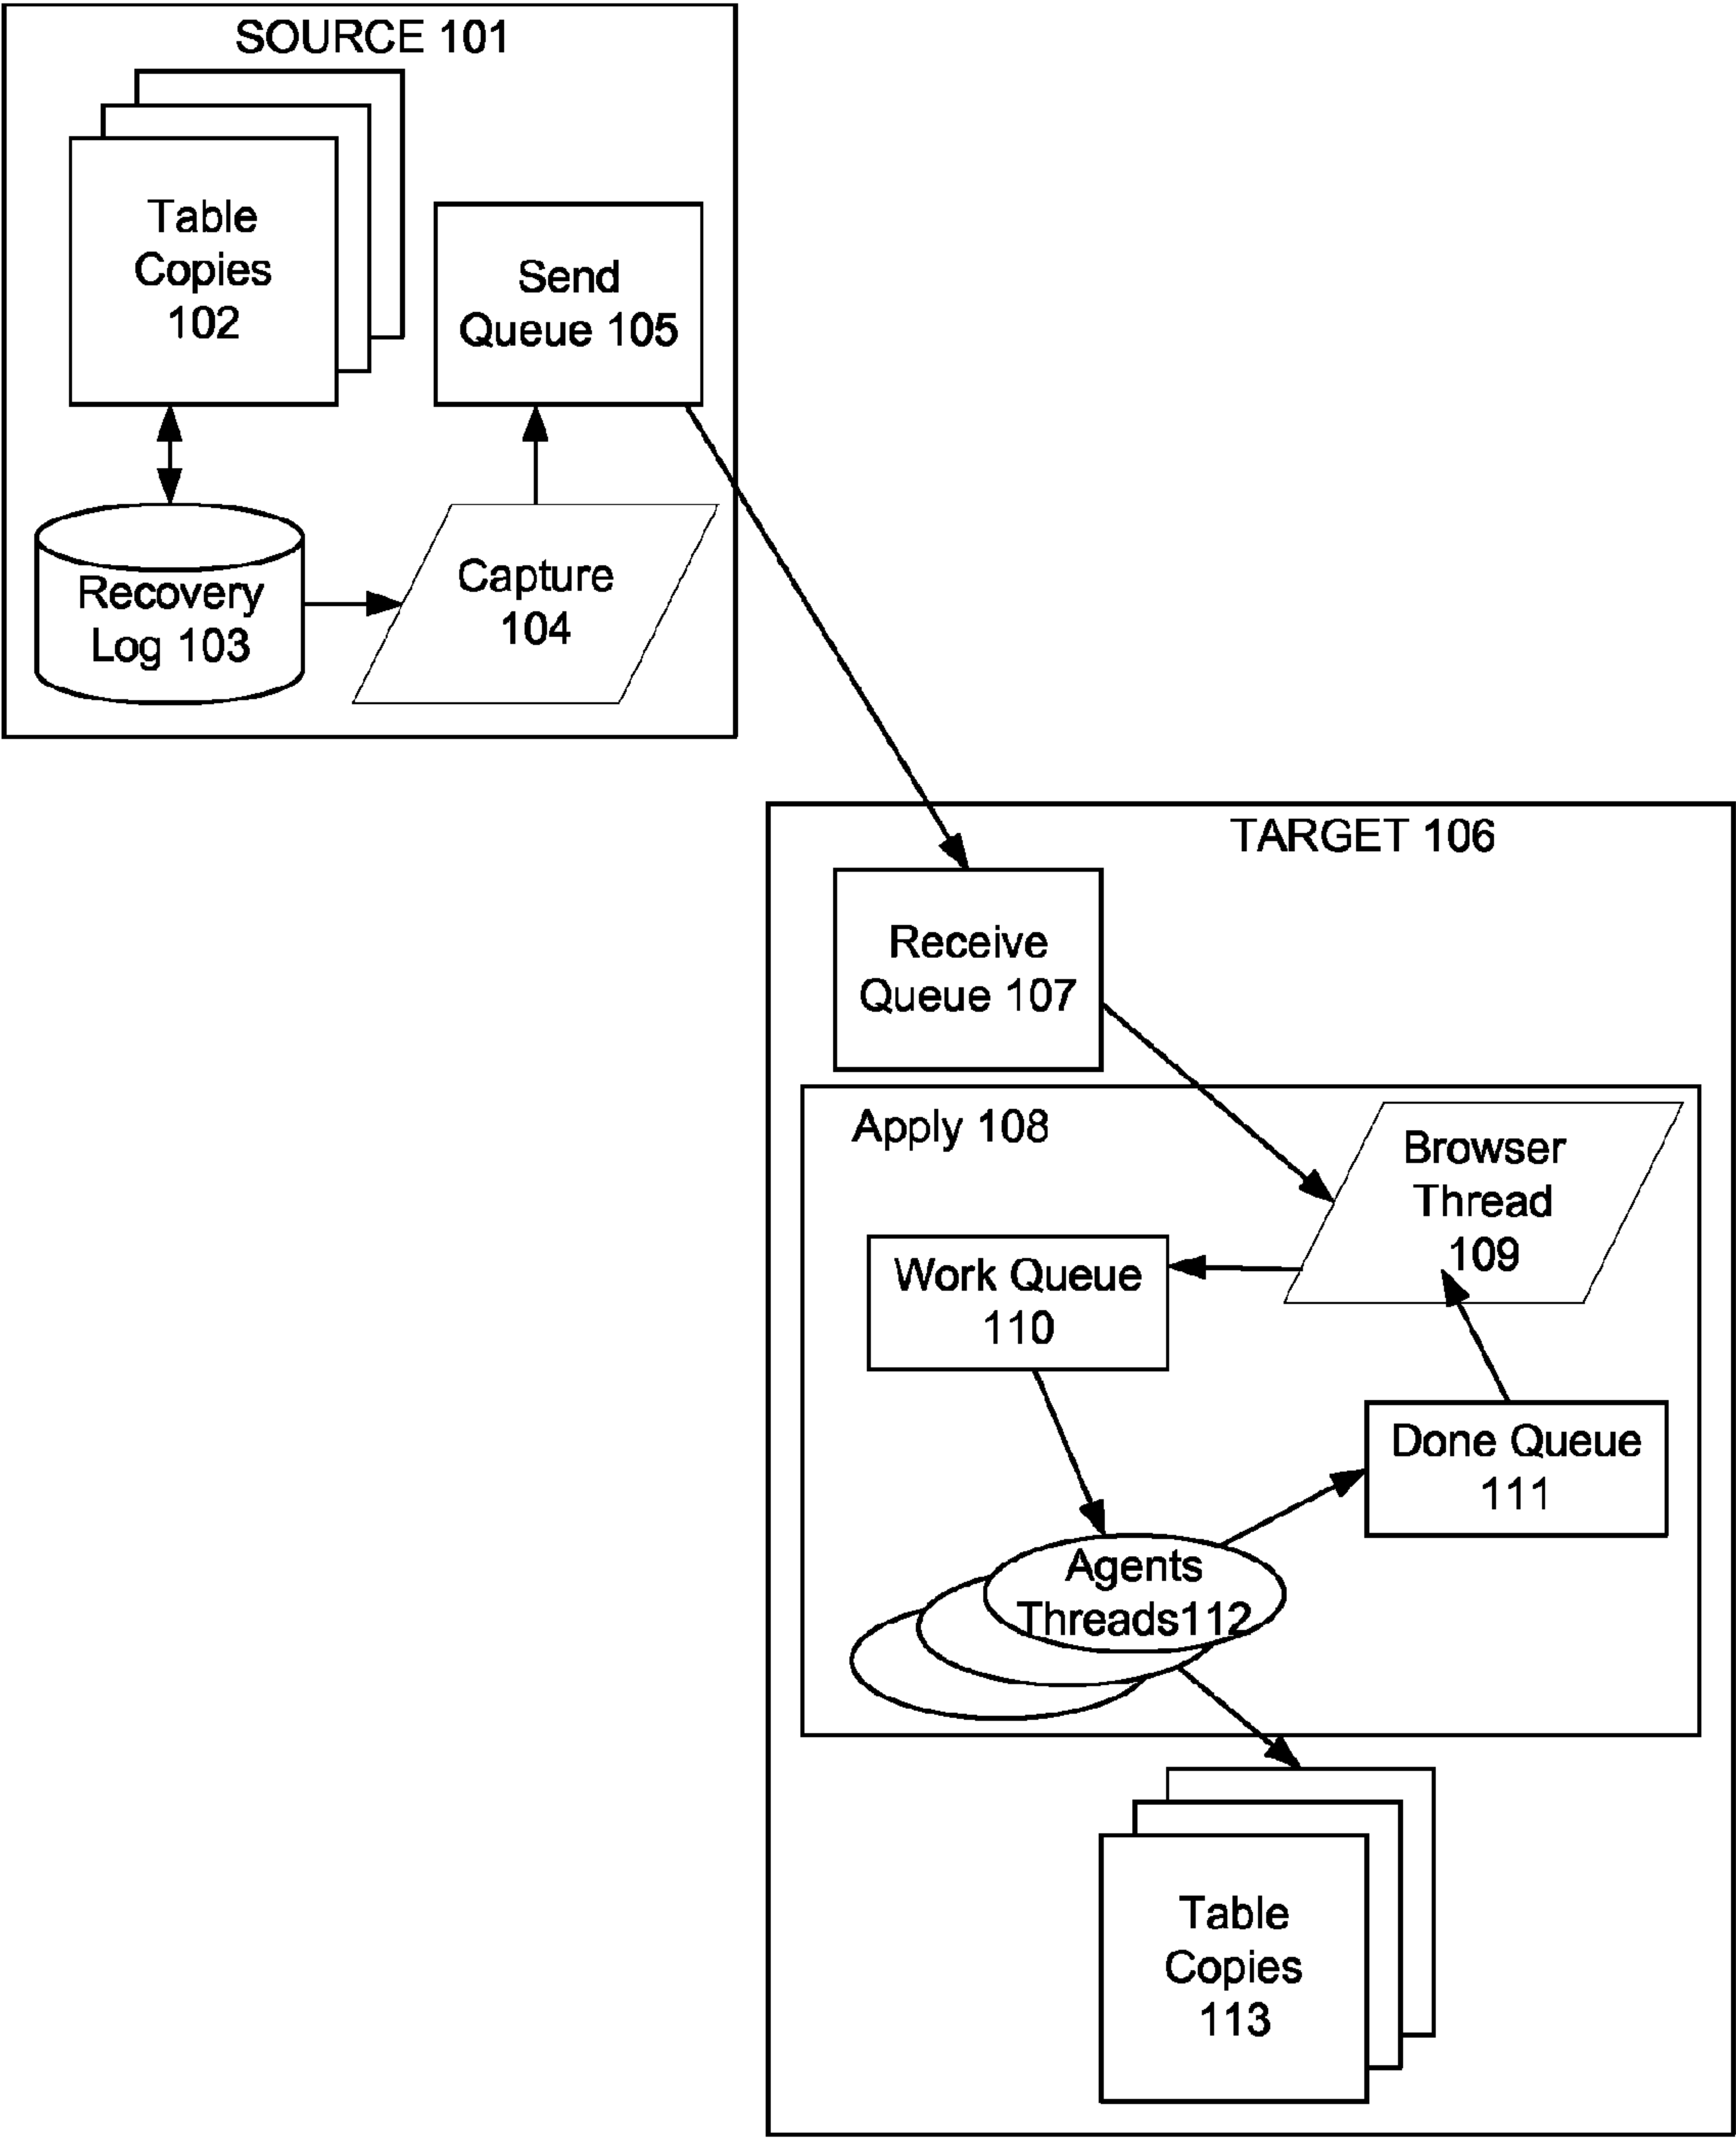 SOURCE 101
Table
Copies
102
Send
Queue 105
Recovery
Log 103
Capture
104
TARGET 106
Receive
Queue 107
Apply 108
Browser
Thread
109
Work Queue
110
Done Queue
111
Agents
Threads112
Table
Copies
113